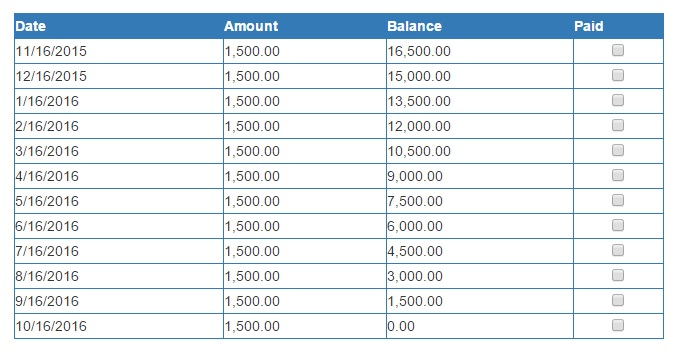 Date Amount Balance Paid
11/16/2015 1,500.00 16,500.00
12/16/2015 1,500.00 15,000.00
1/16/2016 1,500.00 13,500.00
2/16/2016 1,500.00 12,000.00
3/16/2016 1,500.00 10,500.00
4/16/2016 1,500.00 9,000.00
5/16/2016 1,500.00 7,500.00
6/16/2016 1,500.00 6,000.00
7/16/2016 1,500.00 4,500.00
8/16/2016 1,500.00 3,000.00
9/16/2016 1,500.00 1,500.00
10/16/2016 1,500.00 0.00